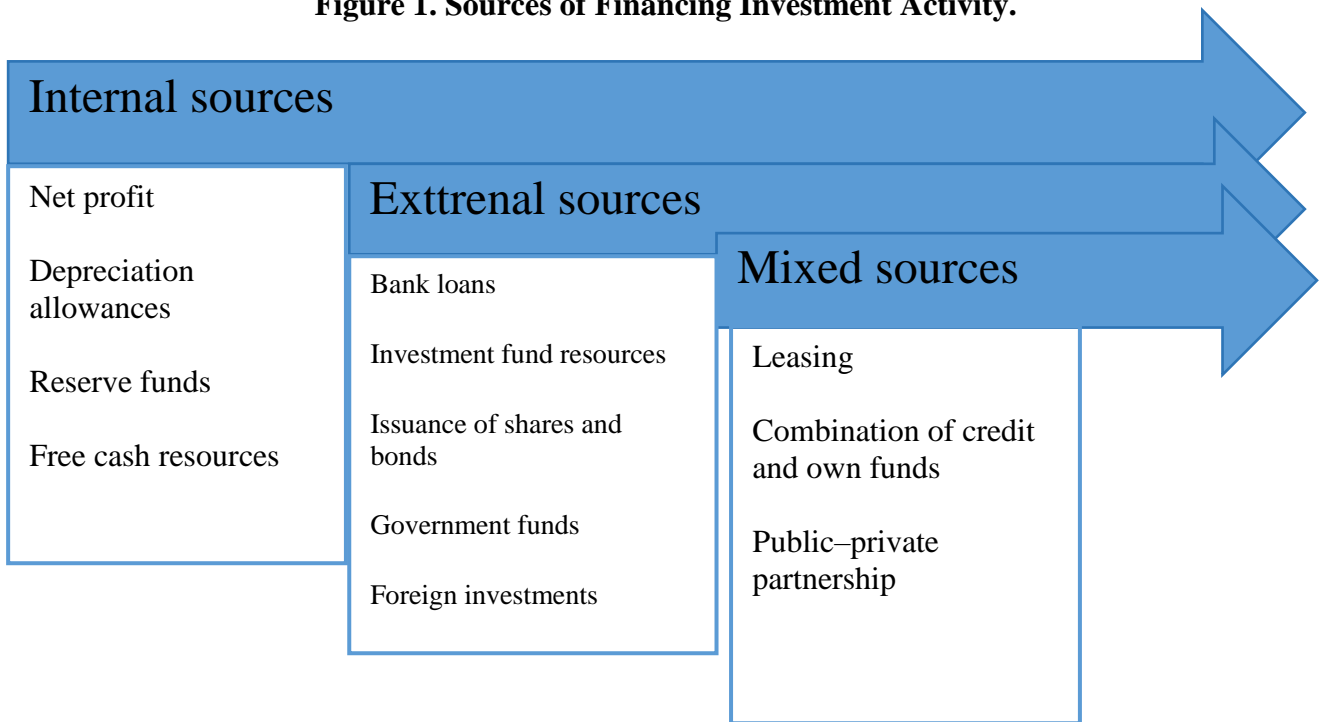 Figure 1. Sources of Financing Investment Activity.
Internal sources
Net profit
Depreciation
allowances
Reserve funds
Free cash resources
Exttrenal sources
Bank loans
Investment fund resources
Issuance of shares and
bonds
Government funds
Foreign investments
Mixed sources
Leasing
Combination of credit
and own funds
Public–private
partnership